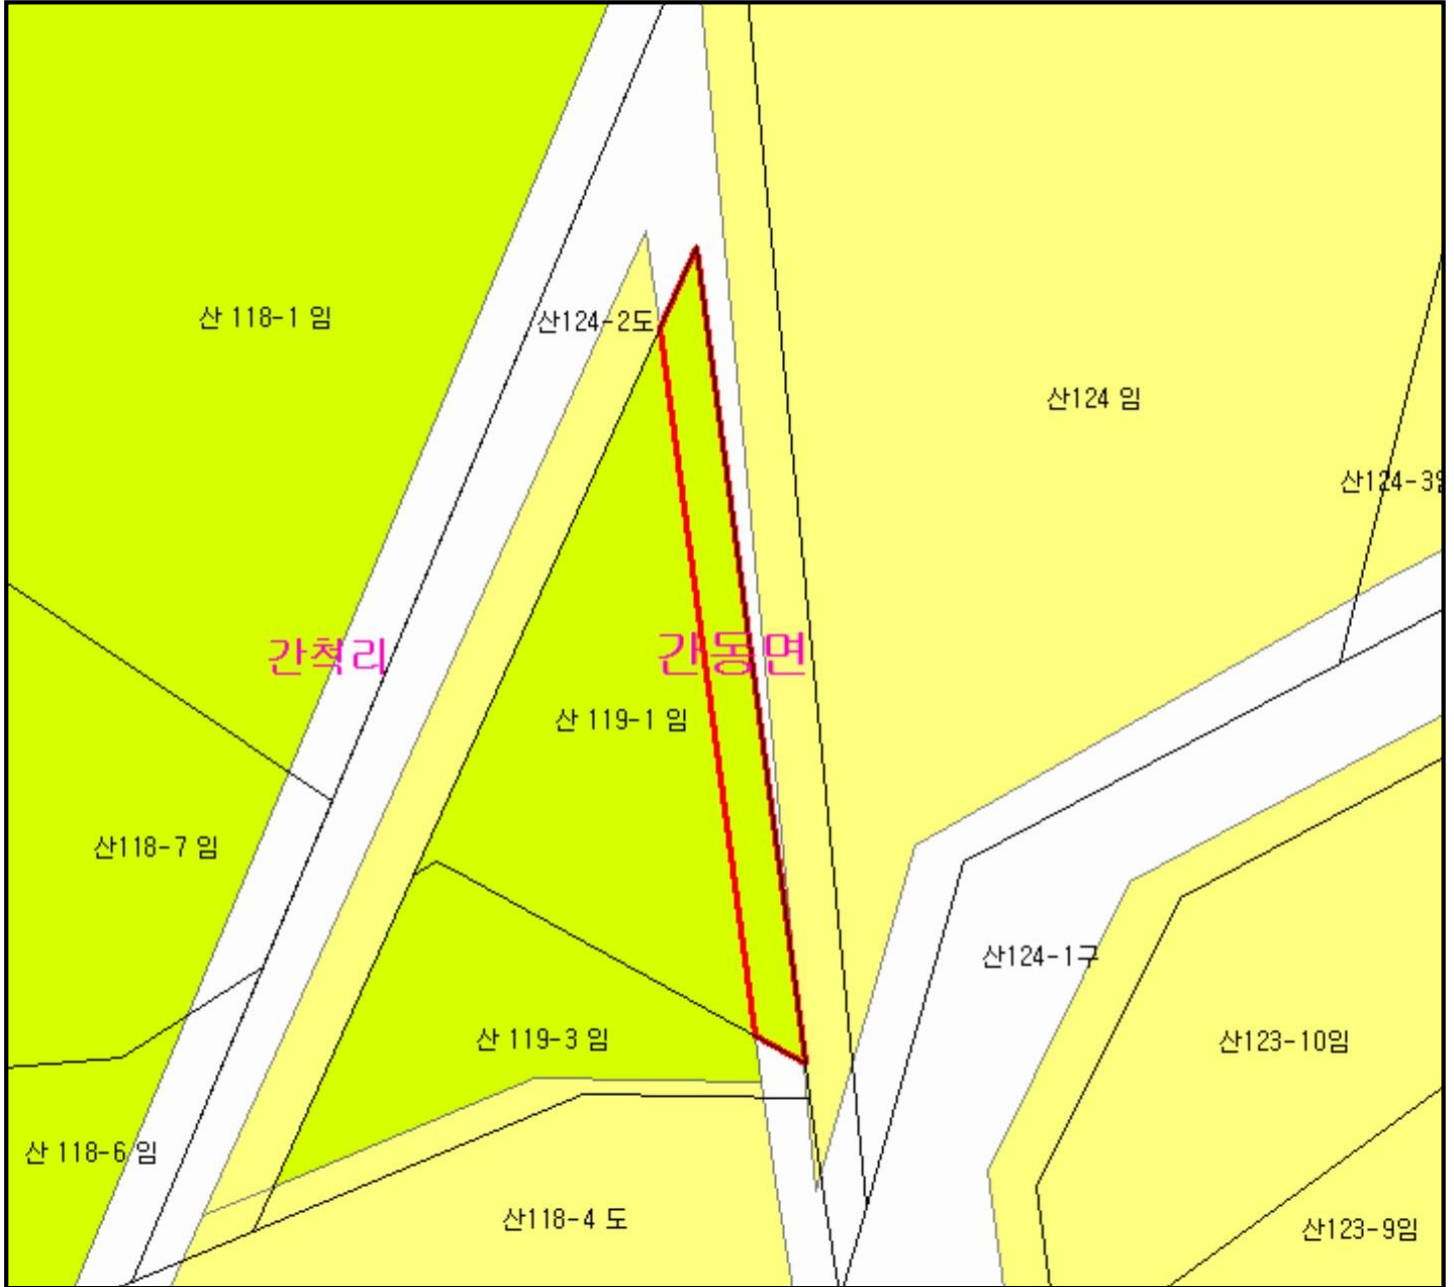 산 118-1 임
산124-2도
산124 임
산124-3임
간척리
간동면
산 119-1 임
산118-7 임
산124-1구
산 119-3 임
산123-10임
산 118-6 임
산118-4 도
산123-9임